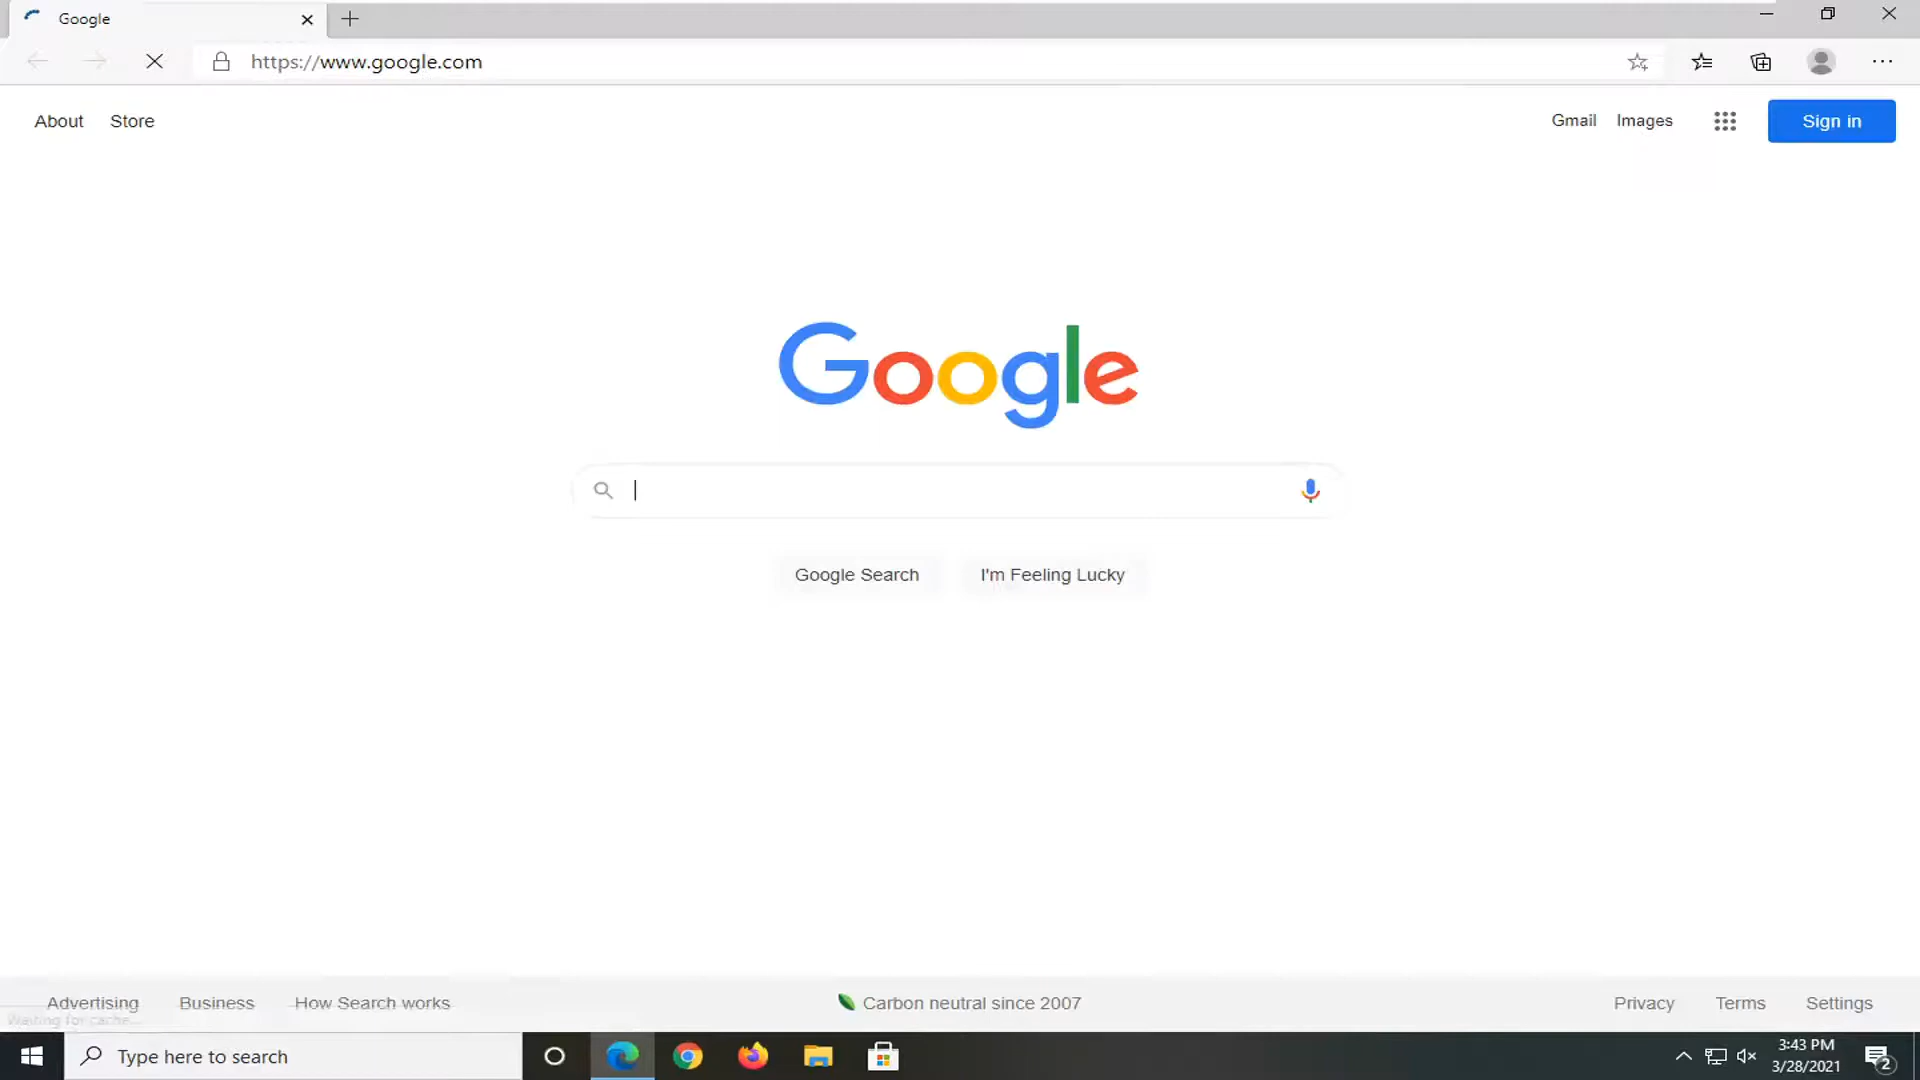 Google
https://www.google.com
About Store
Gmail Images Sign in
Google
Google Search I'm Feeling Lucky
Advertising Business How Search works
Carbon neutral since 2007
Privacy Terms Settings
Waiting for cache...
Type here to search
3:43 PM
3/28/2021
2